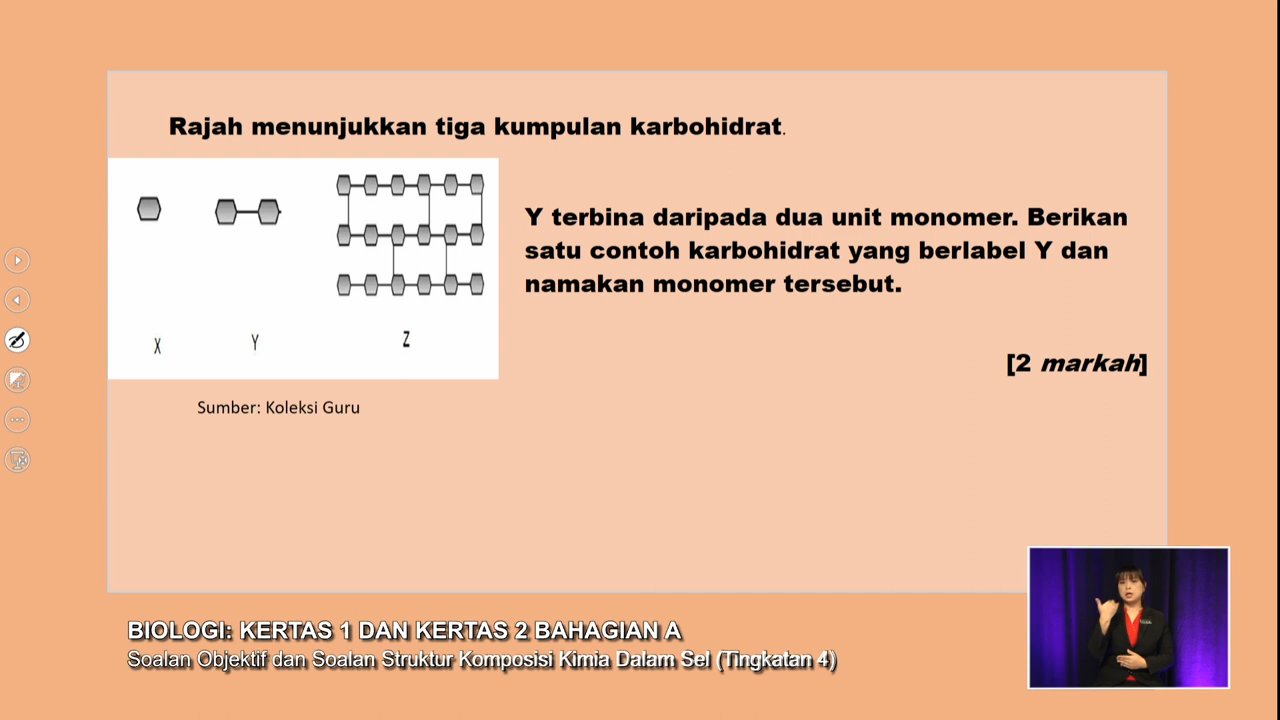 Rajah menunjukkan tiga kumpulan karbohidrat.
X
Y
Z
Y terbina daripada dua unit monomer. Berikan
satu contoh karbohidrat yang berlabel Y dan
namakan monomer tersebut.
[2 markah]
Sumber: Koleksi Guru
BIOLOGI: KERTAS 1 DAN KERTAS 2 BAHAGIAN A
Soalan Objektif dan Soalan Struktur Komposisi Kimia Dalam Sel (Tingkatan 4)